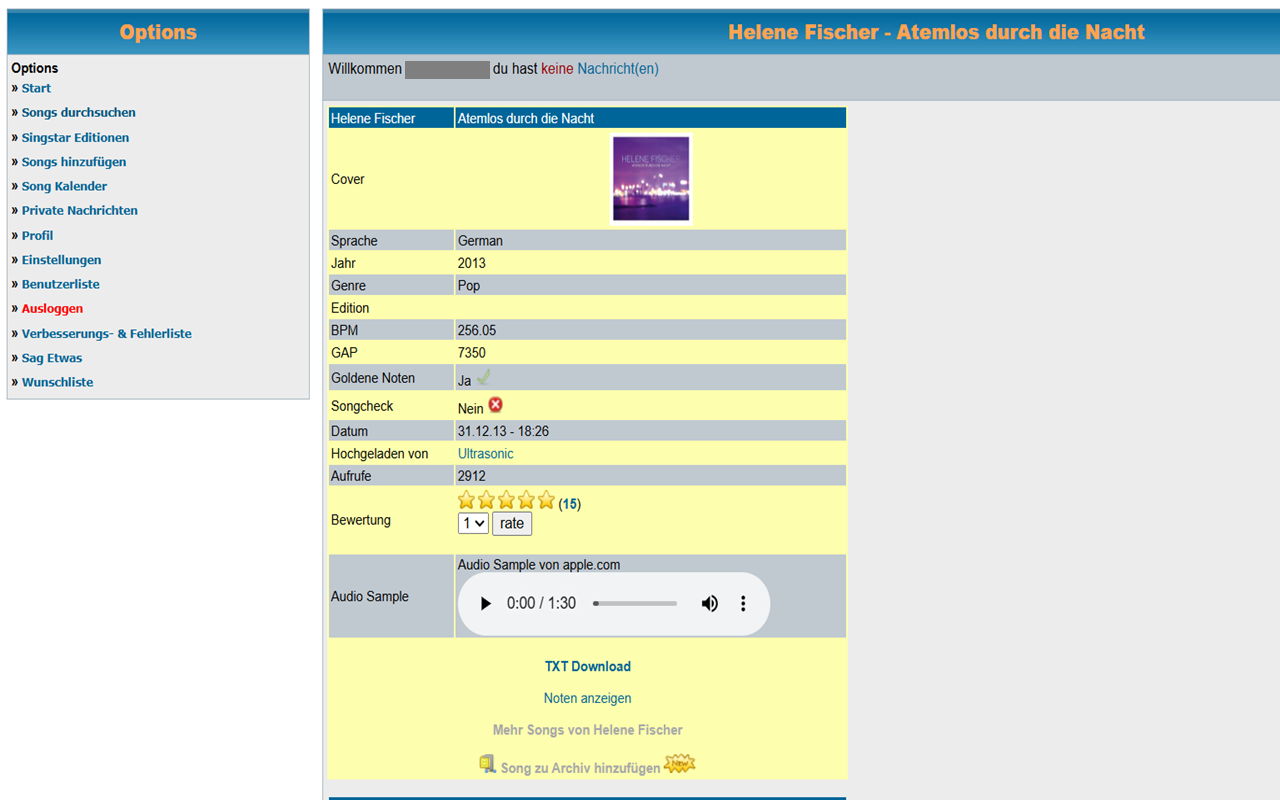 Options
Options
» Start
» Songs durchsuchen
» Singstar Editionen
» Songs hinzufügen
» Song Kalender
» Private Nachrichten
» Profil
» Einstellungen
» Benutzerliste
» Ausloggen
» Verbesserungs- & Fehlerliste
» Sag Etwas
» Wunschliste
Helene Fischer - Atemlos durch die Nacht
Willkommen du hast keine Nachricht(en)
Helene Fischer Atemlos durch die Nacht
Cover
HELENE FISCHER
Sprache German
Jahr 2013
Genre Pop
Edition
BPM 256.05
GAP 7350
Goldene Noten Ja
Songcheck Nein
Datum 31.12.13 - 18:26
Hochgeladen von Ultrasonic
Aufrufe 2912
Bewertung
(15)
1 rate
Audio Sample
Audio Sample von apple.com
0:00 / 1:30
TXT Download
Noten anzeigen
Mehr Songs von Helene Fischer
Song zu Archiv hinzufügen New